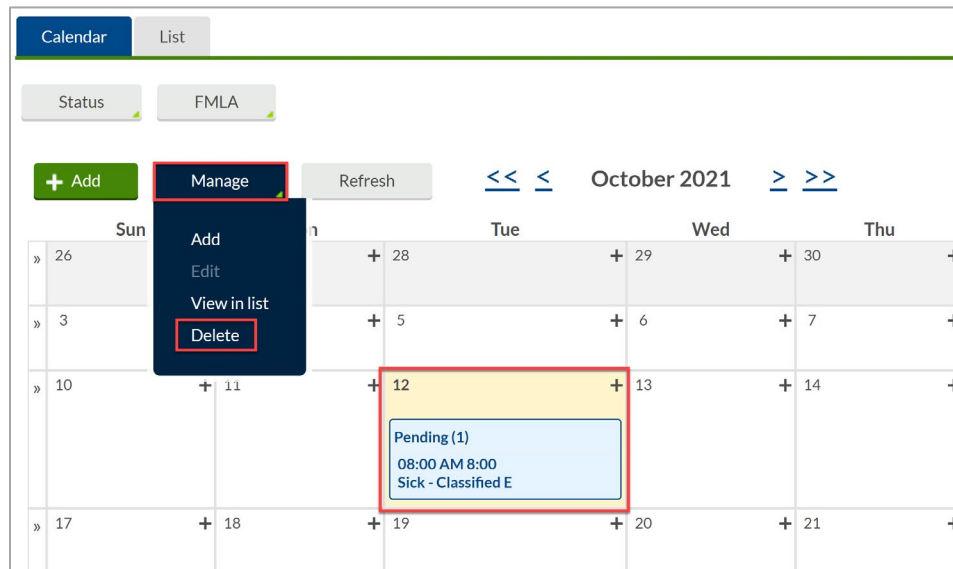 Calendar List
Status FMLA
+ Add Manage Refresh << < October 2021 > >>
Sun n Tue Wed Thu
Add
Edit
View in list
Delete
» 26 + 28 + 29 + 30 +
» 3 + 5 + 6 + 7 +
» 10 + 11 + 12 + 13 + 14 +
Pending (1)
08:00 AM 8:00
Sick - Classified E
» 17 + 18 + 19 + 20 + 21 +